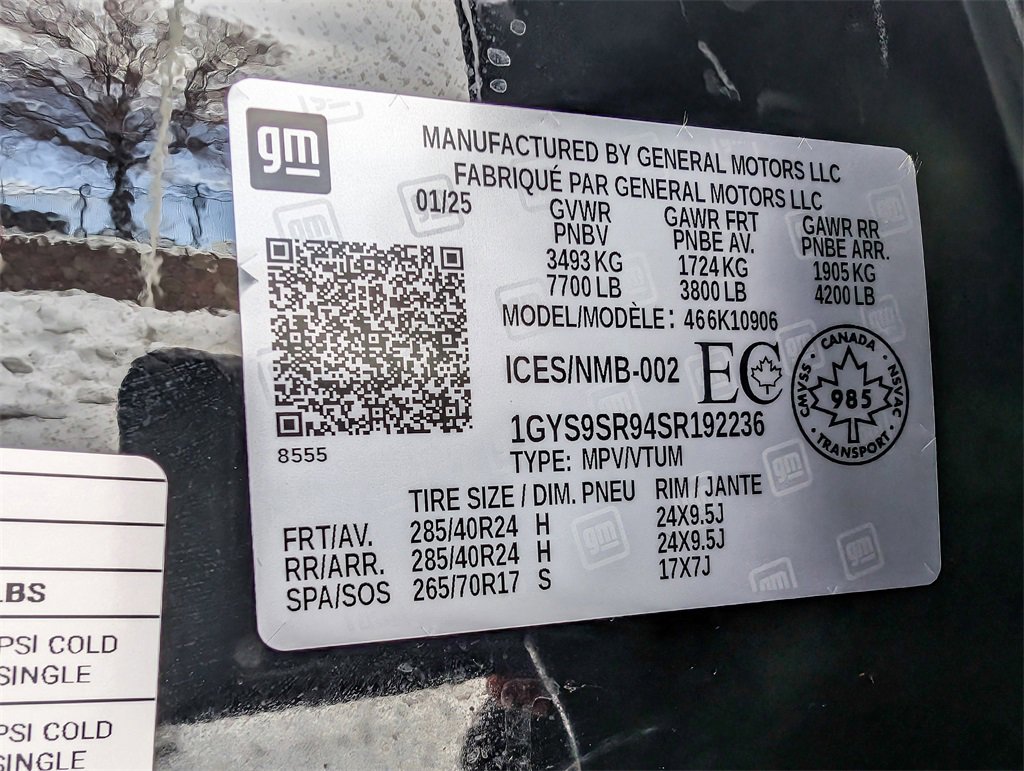 gm
MANUFACTURED BY GENERAL MOTORS LLC
FABRIQUÉ PAR GENERAL MOTORS LLC
01/25
GVWR GAWR FRT GAWR RR
PNBV PNBE AV. PNBE ARR.
3493 KG 1724 KG 1905 KG
7700 LB 3800 LB 4200 LB
MODEL/MODÈLE: 466K10906
ICES/NMB-002 EC
CANADA
CMVSS 985 NSVAC
TRANSPORT
1GYS9SR94SR192236
TYPE: MPV/VTUM
8555
TIRE SIZE / DIM. PNEU RIM / JANTE
FRT/AV. 285/40R24 H 24X9.5J
RR/ARR. 285/40R24 H 24X9.5J
SPA/SOS 265/70R17 S 17X7J
LBS
PSI COLD
SINGLE
PSI COLD
SINGLE